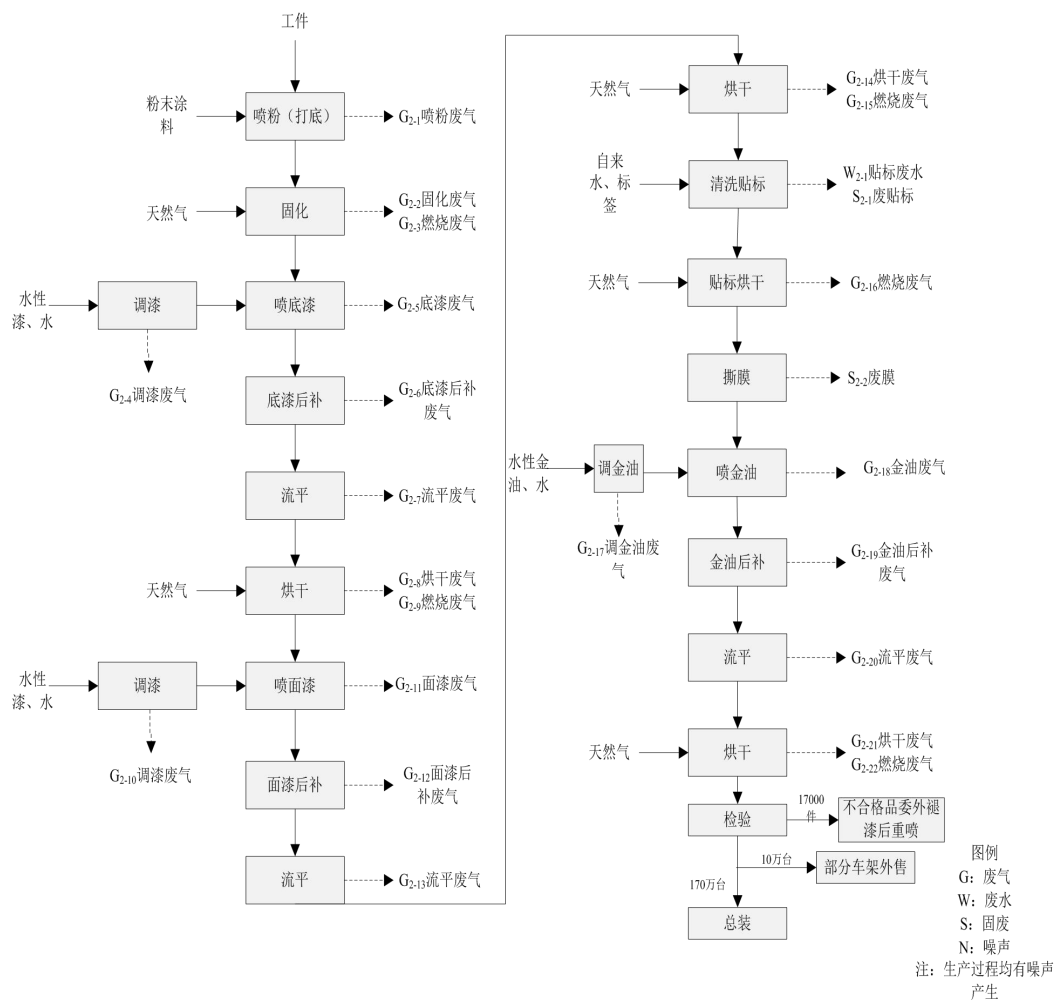 工件
粉末涂
料
喷粉（打底）
G2-1喷粉废气
天然气
固化
G2-2固化废气
G2-3燃烧废气
水性
漆、水
调漆
喷底漆
G2-5底漆废气
G2-4调漆废气
底漆后补
G2-6底漆后补
废气
流平
G2-7流平废气
天然气
烘干
G2-8烘干废气
G2-9燃烧废气
水性
漆、水
调漆
喷面漆
G2-11面漆废气
G2-10调漆废气
面漆后补
G2-12面漆后
补废气
流平
G2-13流平废气
天然气
烘干
G2-14烘干废气
G2-15燃烧废气
自来
水、标
签
清洗贴标
W2-1贴标废水
S2-1废贴标
天然气
贴标烘干
G2-16燃烧废气
撕膜
S2-2废膜
水性金
油、水
调金油
喷金油
G2-18金油废气
G2-17调金油废
气
金油后补
G2-19金油后补
废气
流平
G2-20流平废气
天然气
烘干
G2-21烘干废气
G2-22燃烧废气
检验
17000
件
不合格品委外褪
漆后重喷
10万台
部分车架外售
170万台
总装
图例
G：废气
W：废水
S：固废
N：噪声
注：生产过程均有噪声
产生